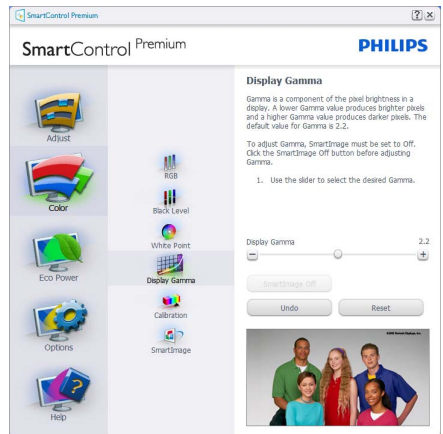 SmartControl Premium
SmartControl Premium
PHILIPS
Adjust
Color
Eco Power
Options
Help
RGB
Black Level
White Point
Display Gamma
Calibration
SmartImage
Display Gamma
Gamma is a component of the pixel brightness in a
display. A lower Gamma value produces brighter pixels
and a higher Gamma value produces darker pixels. The
default value for Gamma is 2.2.
To adjust Gamma, SmartImage must be set to Off.
Click the SmartImage Off button before adjusting
Gamma.
1. Use the slider to select the desired Gamma.
Display Gamma 2.2
SmartImage Off
Undo Reset